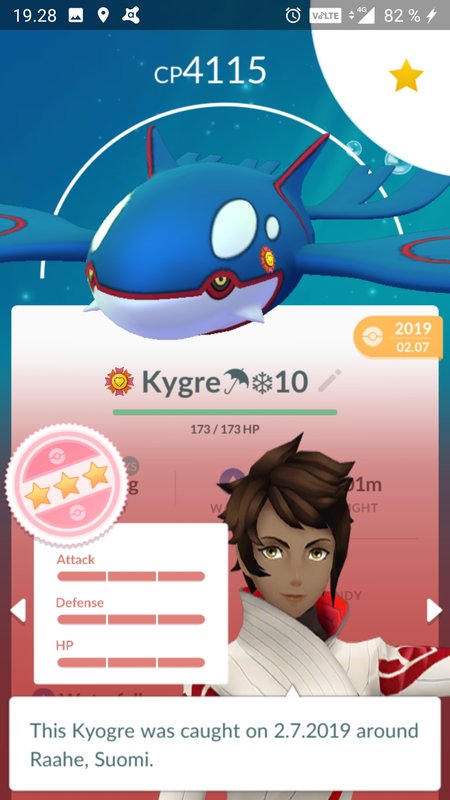 19.28 VoLTE 4G 82 %
CP4115
2019
02.07
Kygre☂❄10
173 / 173 HP
Attack
Defense
HP
This Kyogre was caught on 2.7.2019 around
Raahe, Suomi.